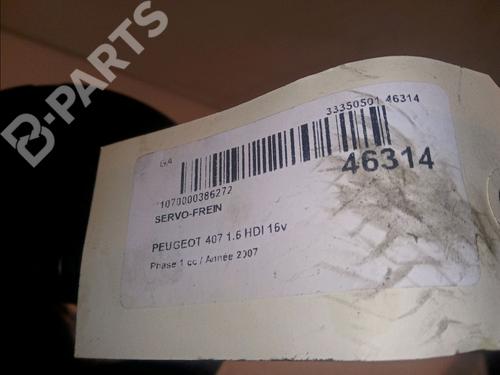 B-PARTS
33350501 46314
GA
46314
1070000386272
SERVO-FREIN
PEUGEOT 407 1.6 HDI 16v
Phase 1 cc / Année 2007